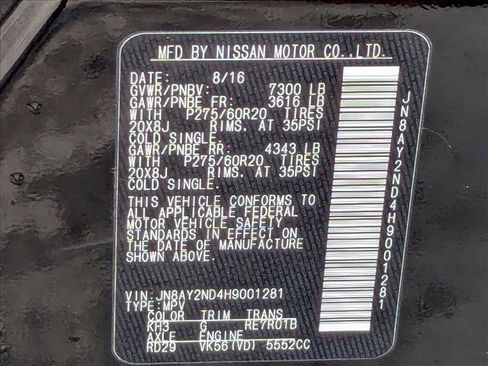 MFD BY NISSAN MOTOR CO.,LTD.
DATE: 8/16
GVWR/PNBV: 7300 LB
GAWR/PNBE FR: 3616 LB
WITH P275/60R20 TIRES
20X8J RIMS. AT 35PSI
COLD SINGLE.
GAWR/PNBE RR: 4343 LB
WITH P275/60R20 TIRES
20X8J RIMS. AT 35PSI
COLD SINGLE.
THIS VEHICLE CONFORMS TO
ALL APPLICABLE FEDERAL
MOTOR VEHICLE SAFETY
STANDARDS IN EFFECT ON
THE DATE OF MANUFACTURE
SHOWN ABOVE.
VIN: JN8AY2ND4H9001281
TYPE: MPV
COLOR TRIM TRANS
KH3 G RE7R01B
AXLE ENGINE
RD29 VK56(VD) 5552CC
JN8AY2ND4H9001281